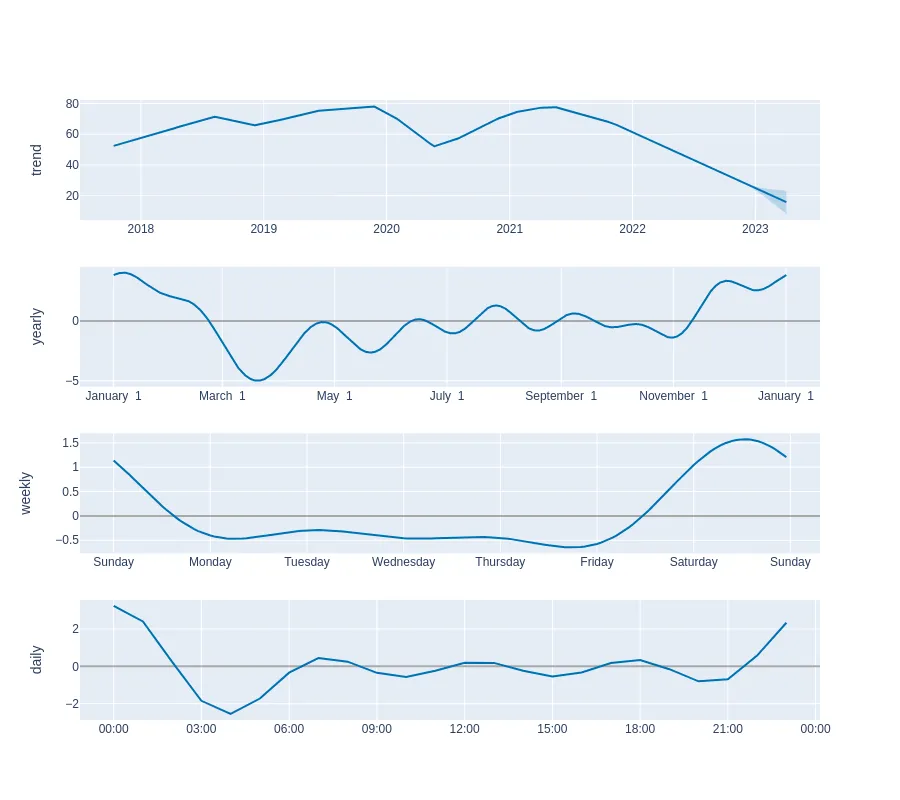 trend
80
60
40
20
2018 2019 2020 2021 2022 2023
yearly
0
−5
January 1 March 1 May 1 July 1 September 1 November 1 January 1
weekly
1.5
1
0.5
0
−0.5
Sunday Monday Tuesday Wednesday Thursday Friday Saturday Sunday
daily
2
0
−2
00:00 03:00 06:00 09:00 12:00 15:00 18:00 21:00 00:00